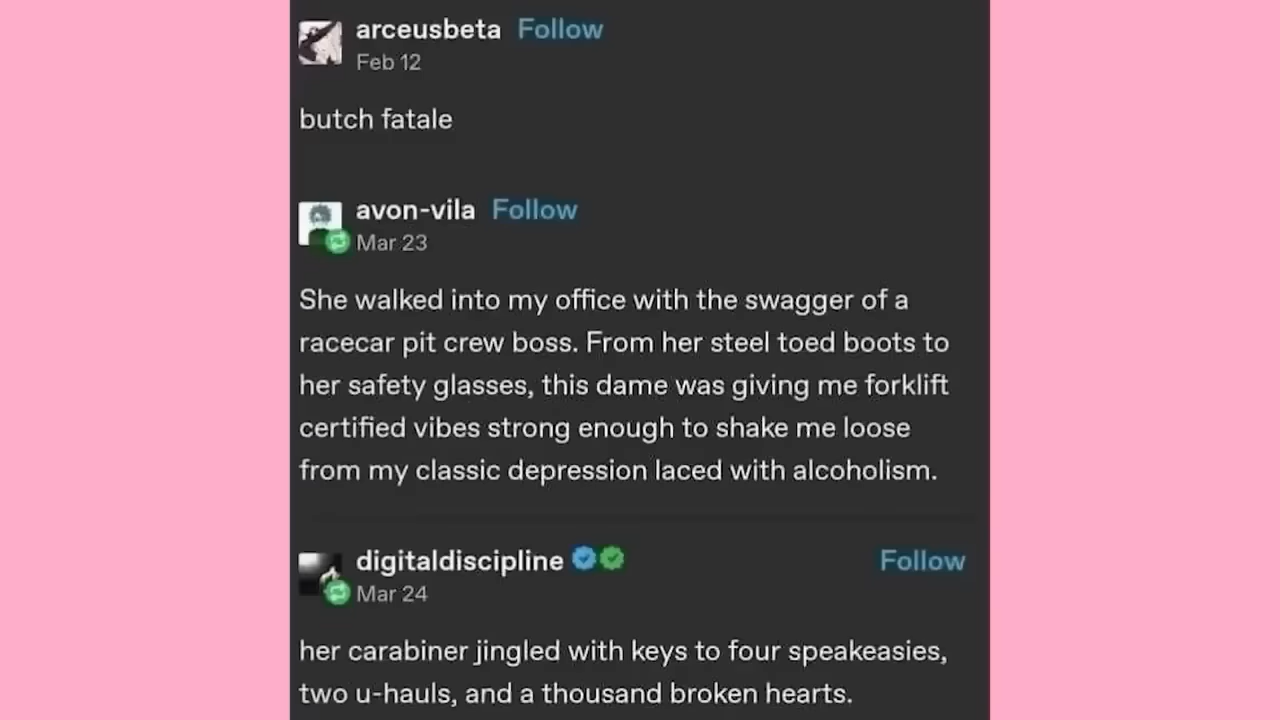 arceusbeta Follow
Feb 12
butch fatale
avon-vila Follow
Mar 23
She walked into my office with the swagger of a
racecar pit crew boss. From her steel toed boots to
her safety glasses, this dame was giving me forklift
certified vibes strong enough to shake me loose
from my classic depression laced with alcoholism.
digitaldiscipline Follow
Mar 24
her carabiner jingled with keys to four speakeasies,
two u-hauls, and a thousand broken hearts.